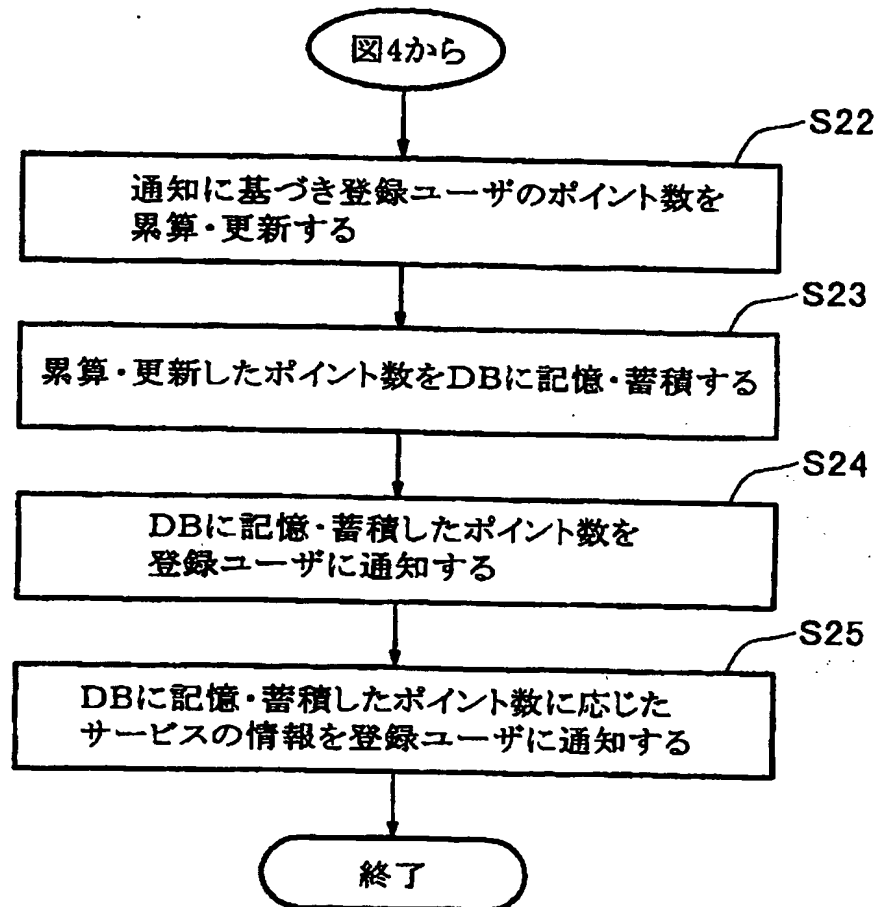 図4から
S22
通知に基づき登録ユーザのポイント数を
累算・更新する
S23
累算・更新したポイント数をDBに記憶・蓄積する
S24
DBに記憶・蓄積したポイント数を
登録ユーザに通知する
S25
DBに記憶・蓄積したポイント数に応じた
サービスの情報を登録ユーザに通知する
終了